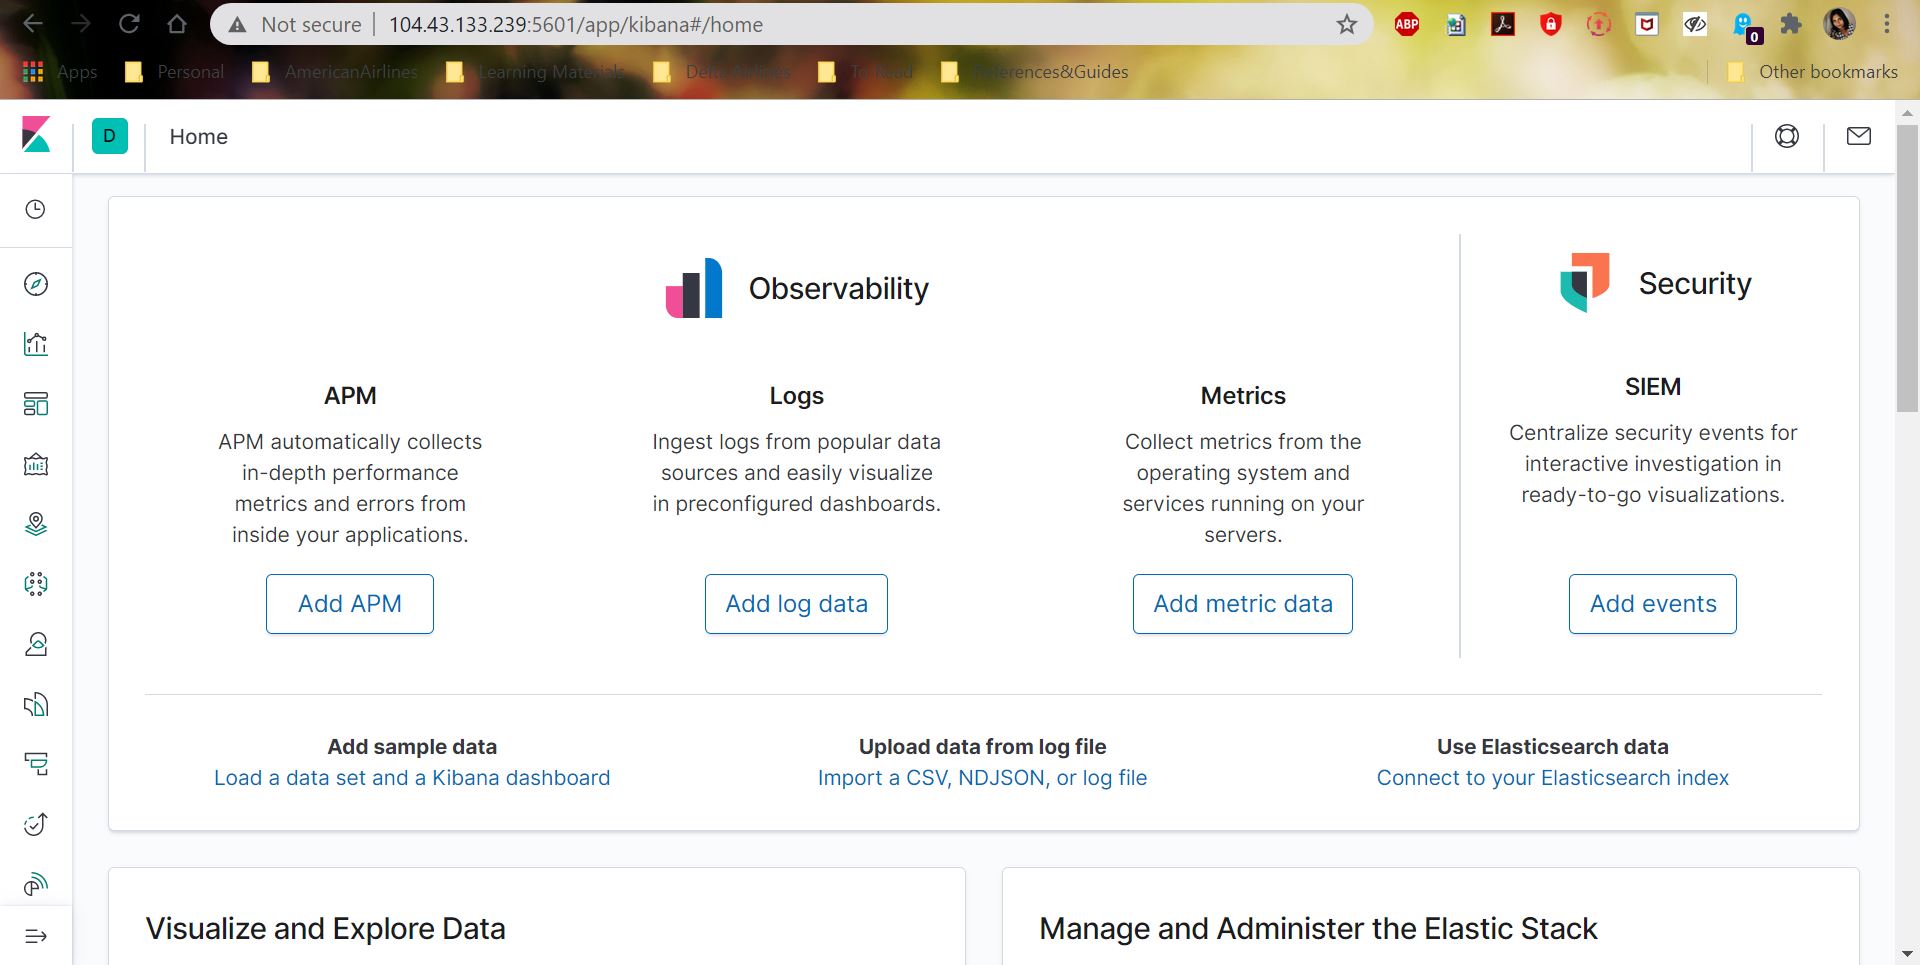 Not secure
104.43.133.239:5601/app/kibana#/home
ABP
0
Apps
Personal
AmericanAirlines
Learning Materials
Delta Airlines
To Read
References&Guides
Other bookmarks
D
Home
Observability
Security
APM
APM automatically collects
in-depth performance
metrics and errors from
inside your applications.
Add APM
Logs
Ingest logs from popular data
sources and easily visualize
in preconfigured dashboards.
Add log data
Metrics
Collect metrics from the
operating system and
services running on your
servers.
Add metric data
SIEM
Centralize security events for
interactive investigation in
ready-to-go visualizations.
Add events
Add sample data
Load a data set and a Kibana dashboard
Upload data from log file
Import a CSV, NDJSON, or log file
Use Elasticsearch data
Connect to your Elasticsearch index
Visualize and Explore Data
Manage and Administer the Elastic Stack